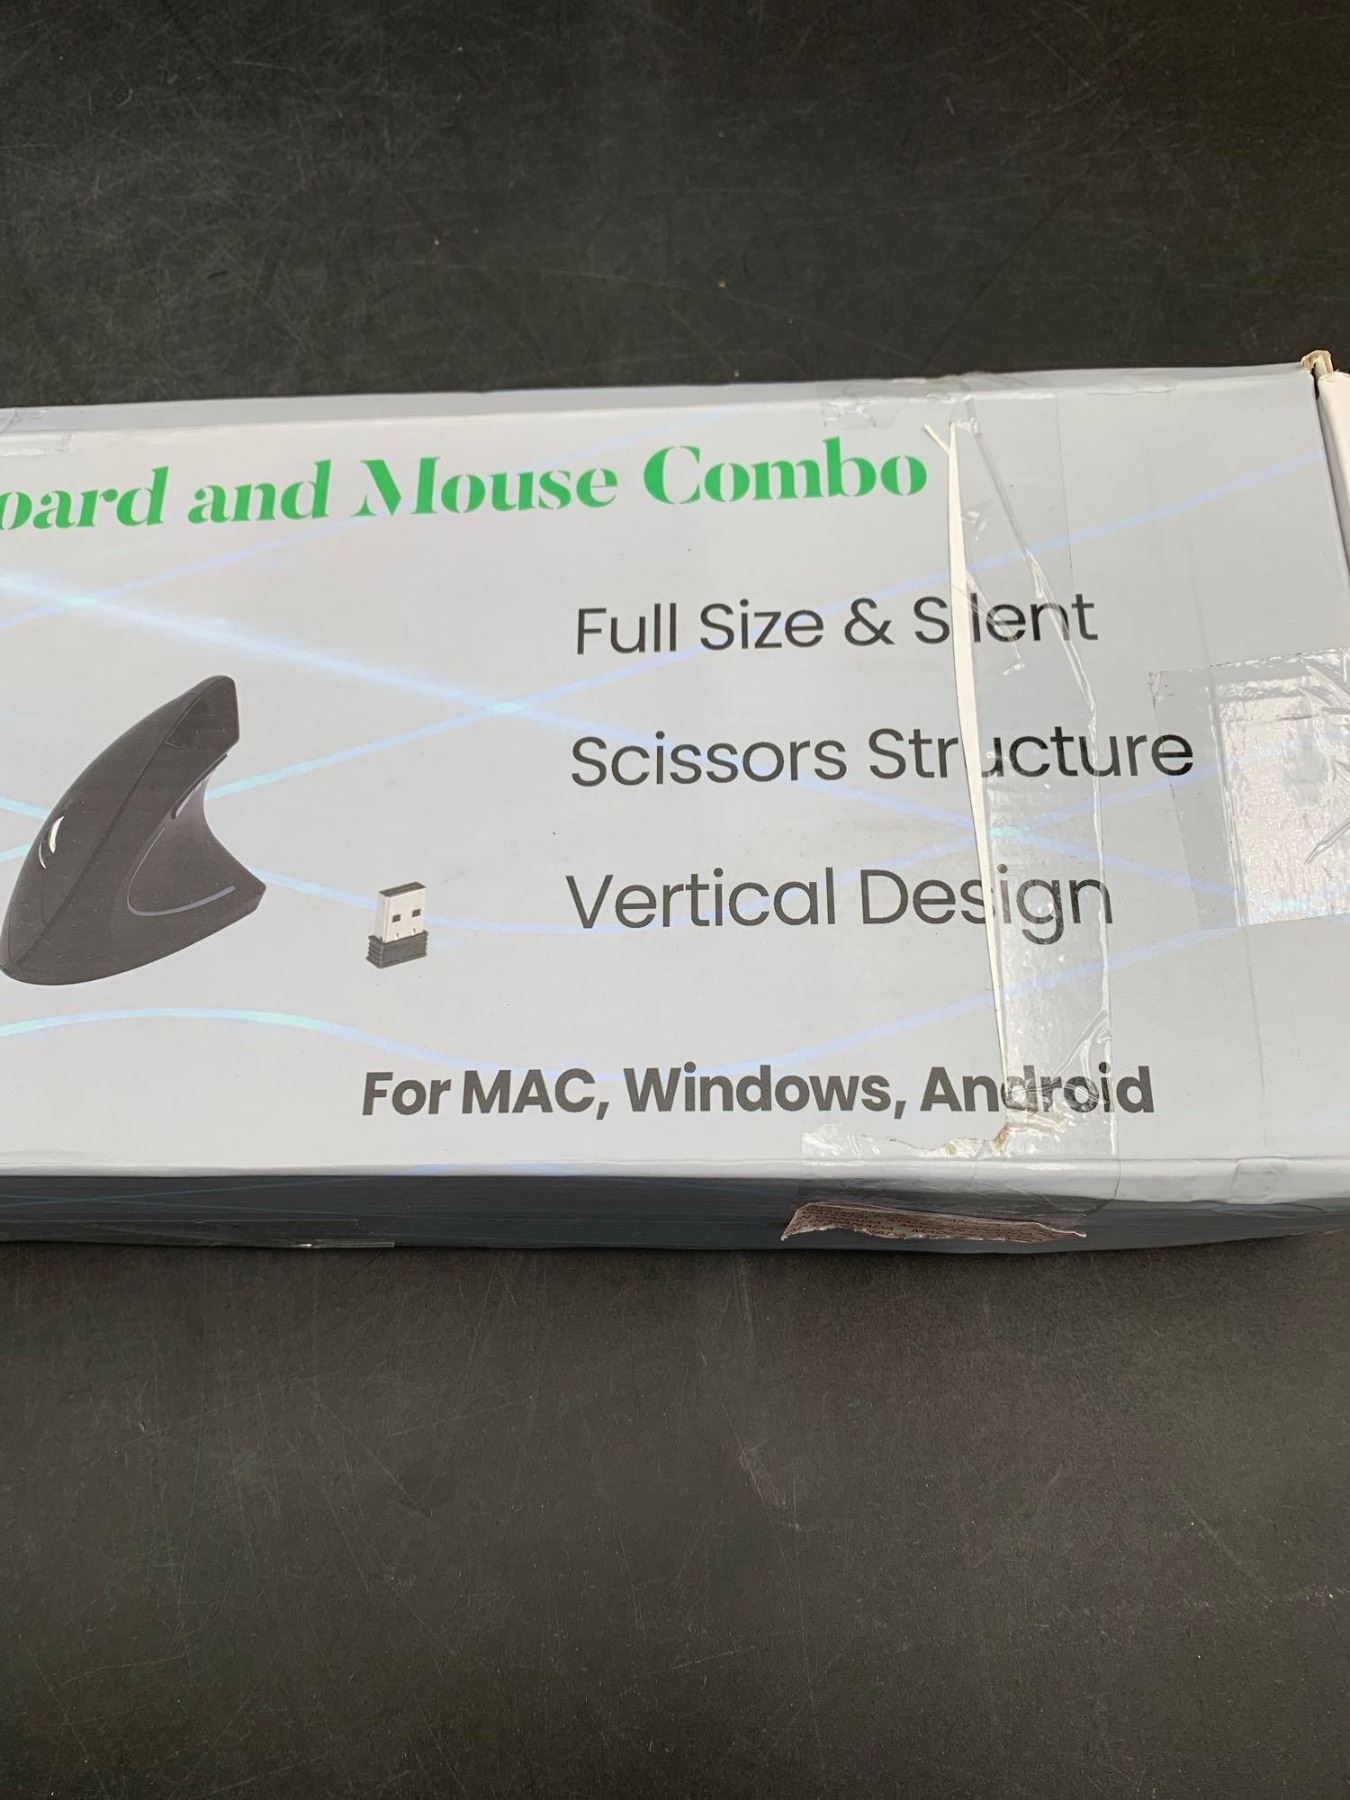 oard and Mouse Combo
Full Size & Silent
Scissors Structure
Vertical Design
For MAC, Windows, Android